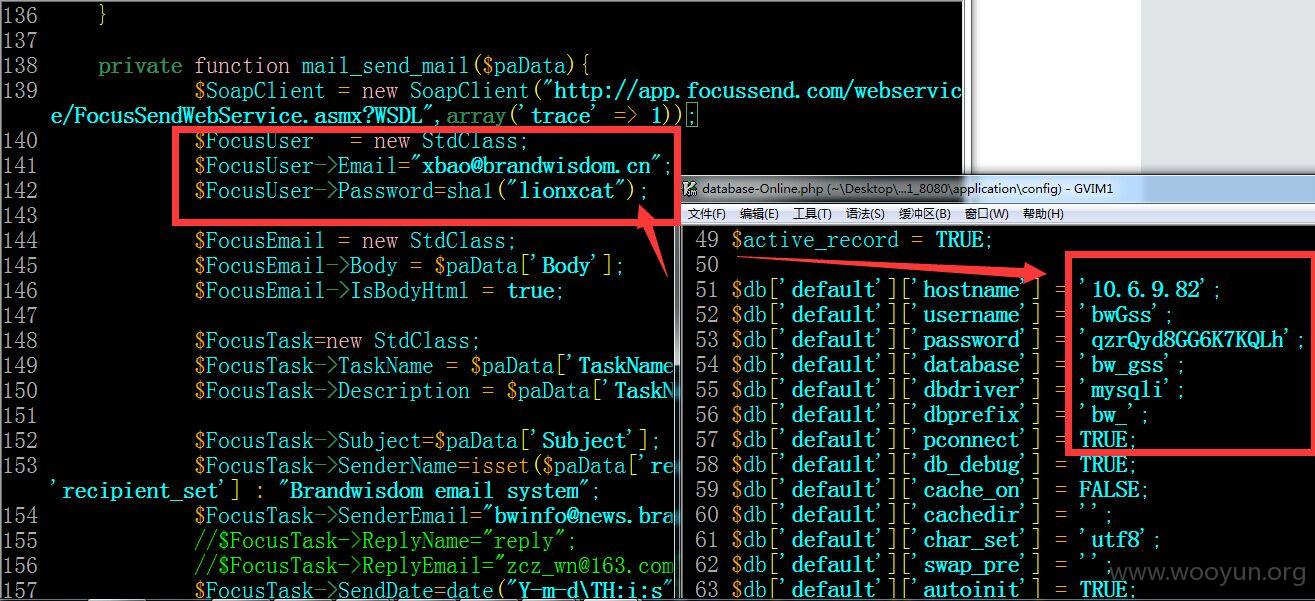 136     }
137
138     private function mail_send_mail($paData){
139             $SoapClient = new SoapClient("http://app.focussend.com/webservic
e/FocusSendWebService.asmx?WSDL",array('trace' => 1));
140             $FocusUser   = new StdClass;
141             $FocusUser->Email="xbao@brandwisdom.cn";
142             $FocusUser->Password=sha1("lionxcat");
143
144             $FocusEmail = new StdClass;
145             $FocusEmail->Body = $paData['Body'];
146             $FocusEmail->IsBodyHtml = true;
147
148             $FocusTask=new StdClass;
149             $FocusTask->TaskName = $paData['TaskName
150             $FocusTask->Description = $paData['TaskN
151
152             $FocusTask->Subject=$paData['Subject'];
153             $FocusTask->SenderName=isset($paData['re
'recipient_set'] : "Brandwisdom email system";
154             $FocusTask->SenderEmail="bwinfo@news.bra
155             //$FocusTask->ReplyName="reply";
156             //$FocusTask->ReplyEmail="zcz_wn@163.com
157             $FocusTask->SendDate=date("Y-m-d\TH:i:s"
database-Online.php (~\Desktop\...1_8080\application\config) - GVIM1
文件(F) 编辑(E) 工具(T) 语法(S) 缓冲区(B) 窗口(W) 帮助(H)
49 $active_record = TRUE;
50
51 $db['default']['hostname'] = '10.6.9.82';
52 $db['default']['username'] = 'bwGss';
53 $db['default']['password'] = 'qzrQyd8GG6K7KQLh';
54 $db['default']['database'] = 'bw_gss';
55 $db['default']['dbdriver'] = 'mysqli';
56 $db['default']['dbprefix'] = 'bw_';
57 $db['default']['pconnect'] = TRUE;
58 $db['default']['db_debug'] = TRUE;
59 $db['default']['cache_on'] = FALSE;
60 $db['default']['cachedir'] = '';
61 $db['default']['char_set'] = 'utf8';
62 $db['default']['swap_pre'] = '';
63 $db['default']['autoinit'] = TRUE;
www.wooyun.org